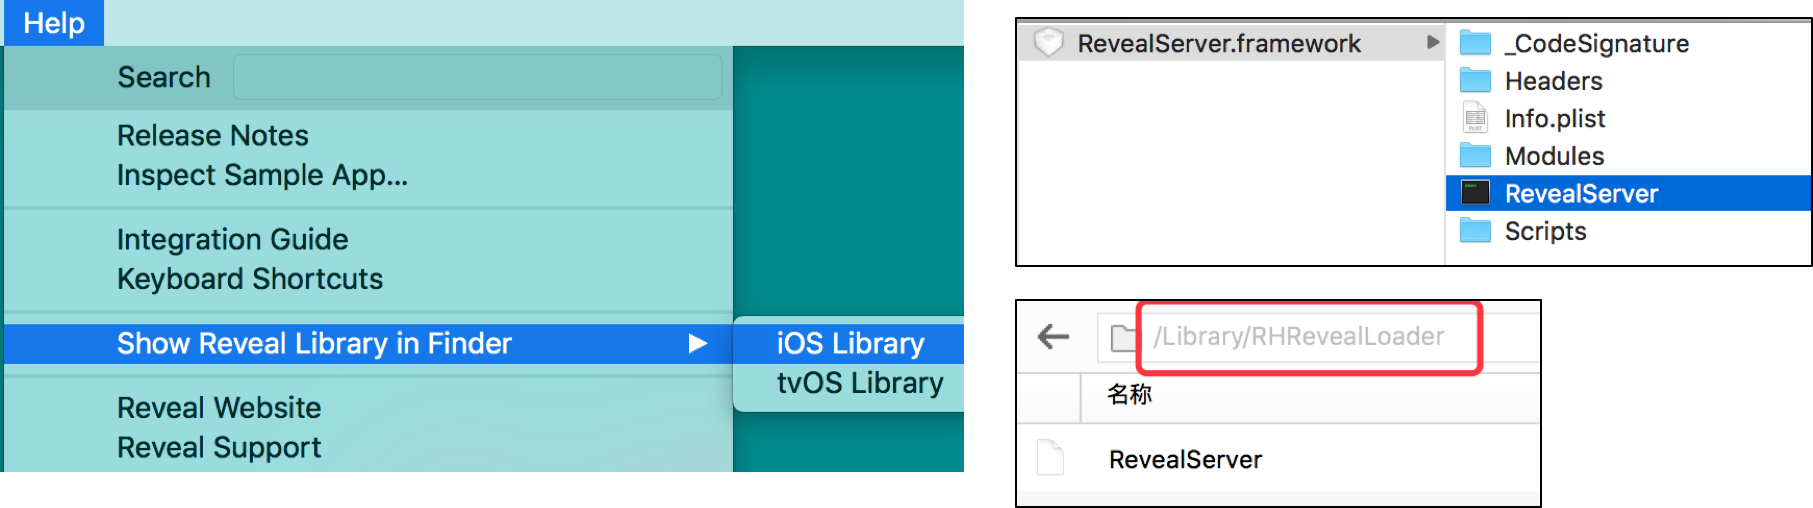 Help
Search
Release Notes
Inspect Sample App...
Integration Guide
Keyboard Shortcuts
Show Reveal Library in Finder
iOS Library
tvOS Library
Reveal Website
Reveal Support
RevealServer.framework
_CodeSignature
Headers
Info.plist
Modules
RevealServer
Scripts
/Library/RHRevealLoader
名称
RevealServer